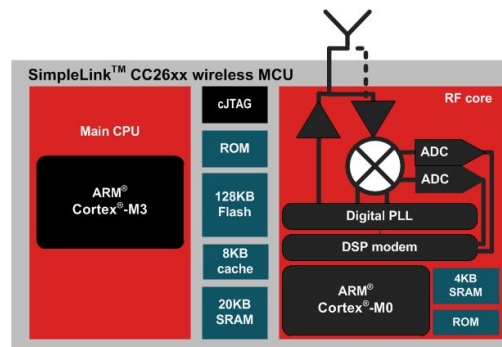 SimpleLink™ CC26xx wireless MCU
Main CPU
ARM®
Cortex®-M3
cJTAG
ROM
128KB
Flash
8KB
cache
20KB
SRAM
RF core
ADC
ADC
Digital PLL
DSP modem
ARM®
Cortex®-M0
4KB
SRAM
ROM